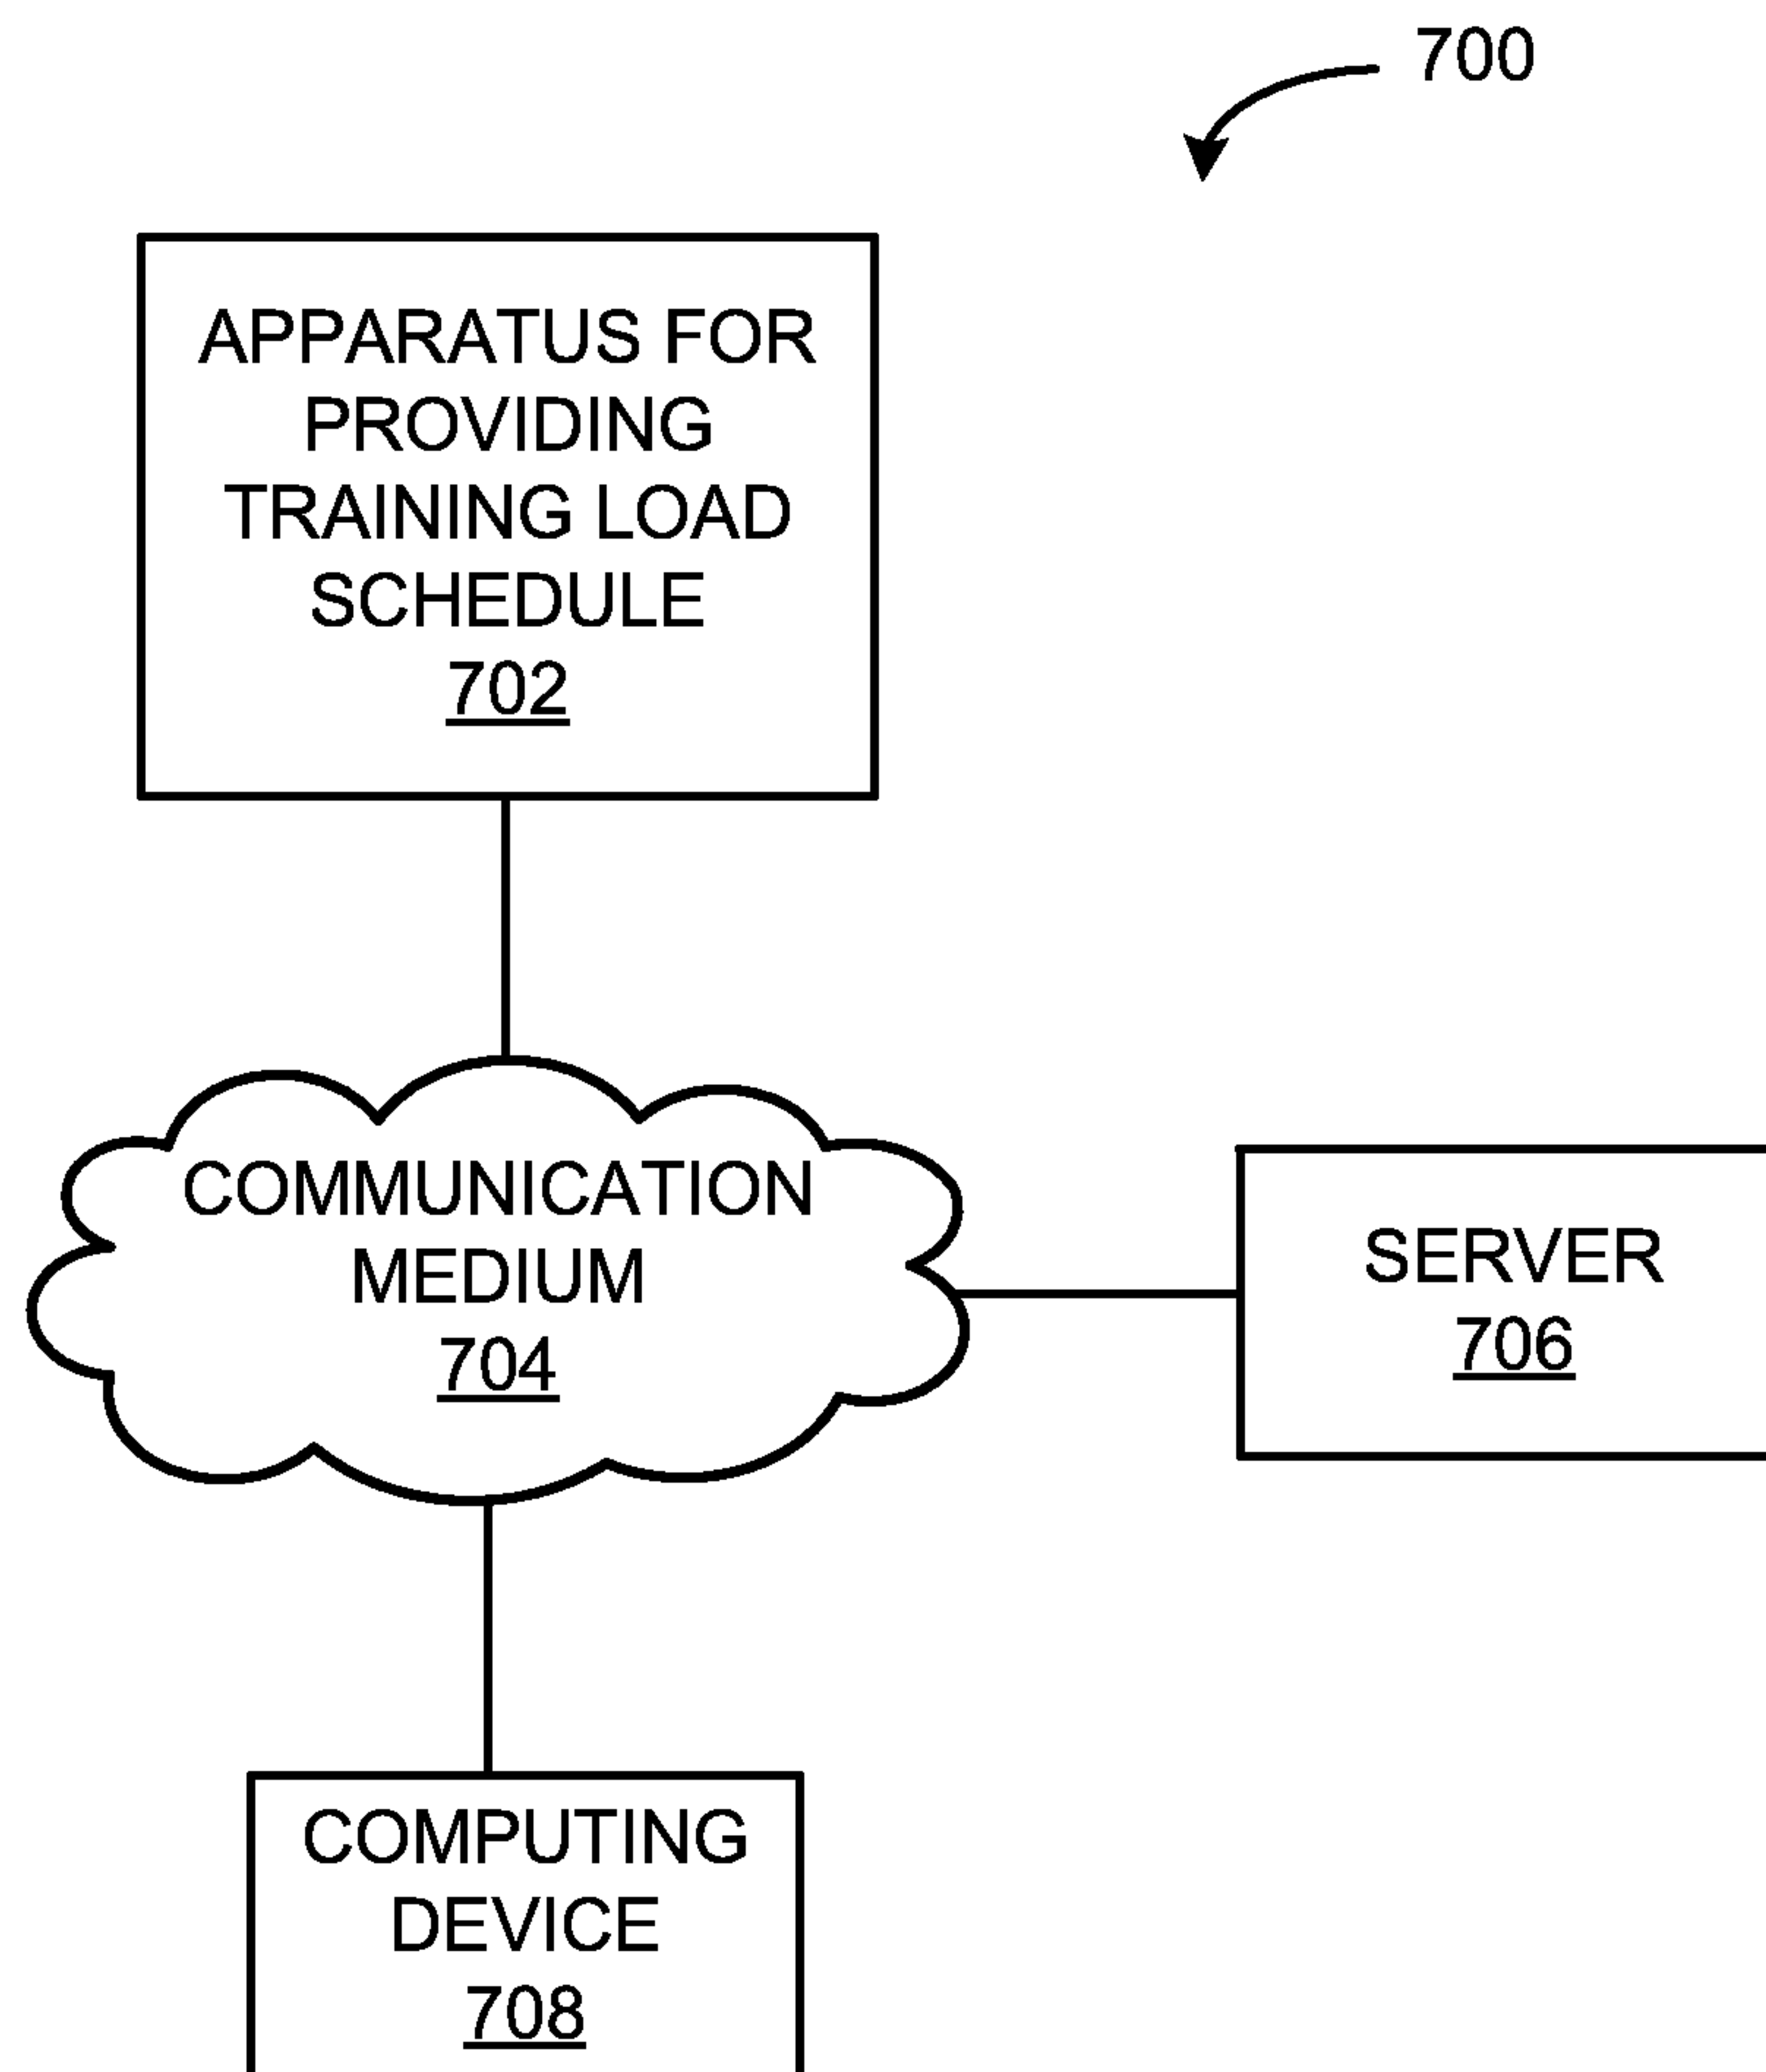 700
APPARATUS FOR
PROVIDING
TRAINING LOAD
SCHEDULE
702
COMMUNICATION
MEDIUM
704
SERVER
706
COMPUTING
DEVICE
708